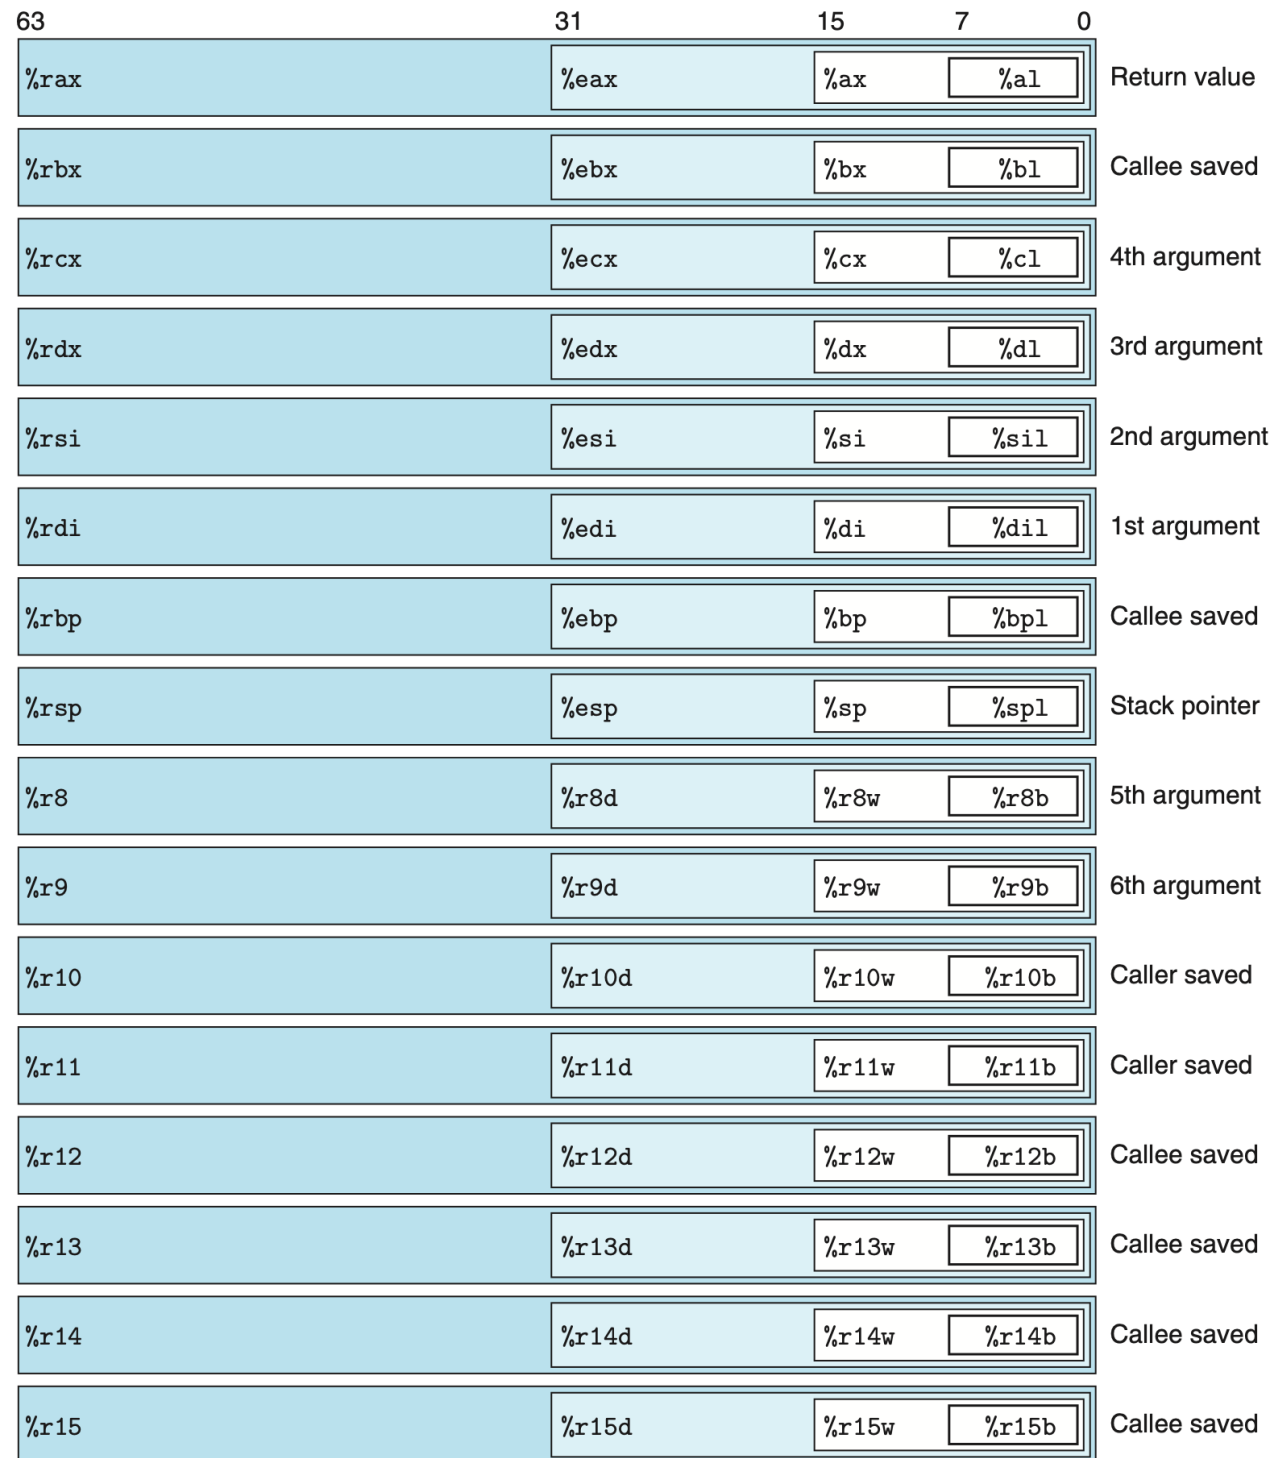 63 31 15 7 0
%rax %eax %ax %al Return value
%rbx %ebx %bx %bl Callee saved
%rcx %ecx %cx %cl 4th argument
%rdx %edx %dx %dl 3rd argument
%rsi %esi %si %sil 2nd argument
%rdi %edi %di %dil 1st argument
%rbp %ebp %bp %bpl Callee saved
%rsp %esp %sp %spl Stack pointer
%r8 %r8d %r8w %r8b 5th argument
%r9 %r9d %r9w %r9b 6th argument
%r10 %r10d %r10w %r10b Caller saved
%r11 %r11d %r11w %r11b Caller saved
%r12 %r12d %r12w %r12b Callee saved
%r13 %r13d %r13w %r13b Callee saved
%r14 %r14d %r14w %r14b Callee saved
%r15 %r15d %r15w %r15b Callee saved